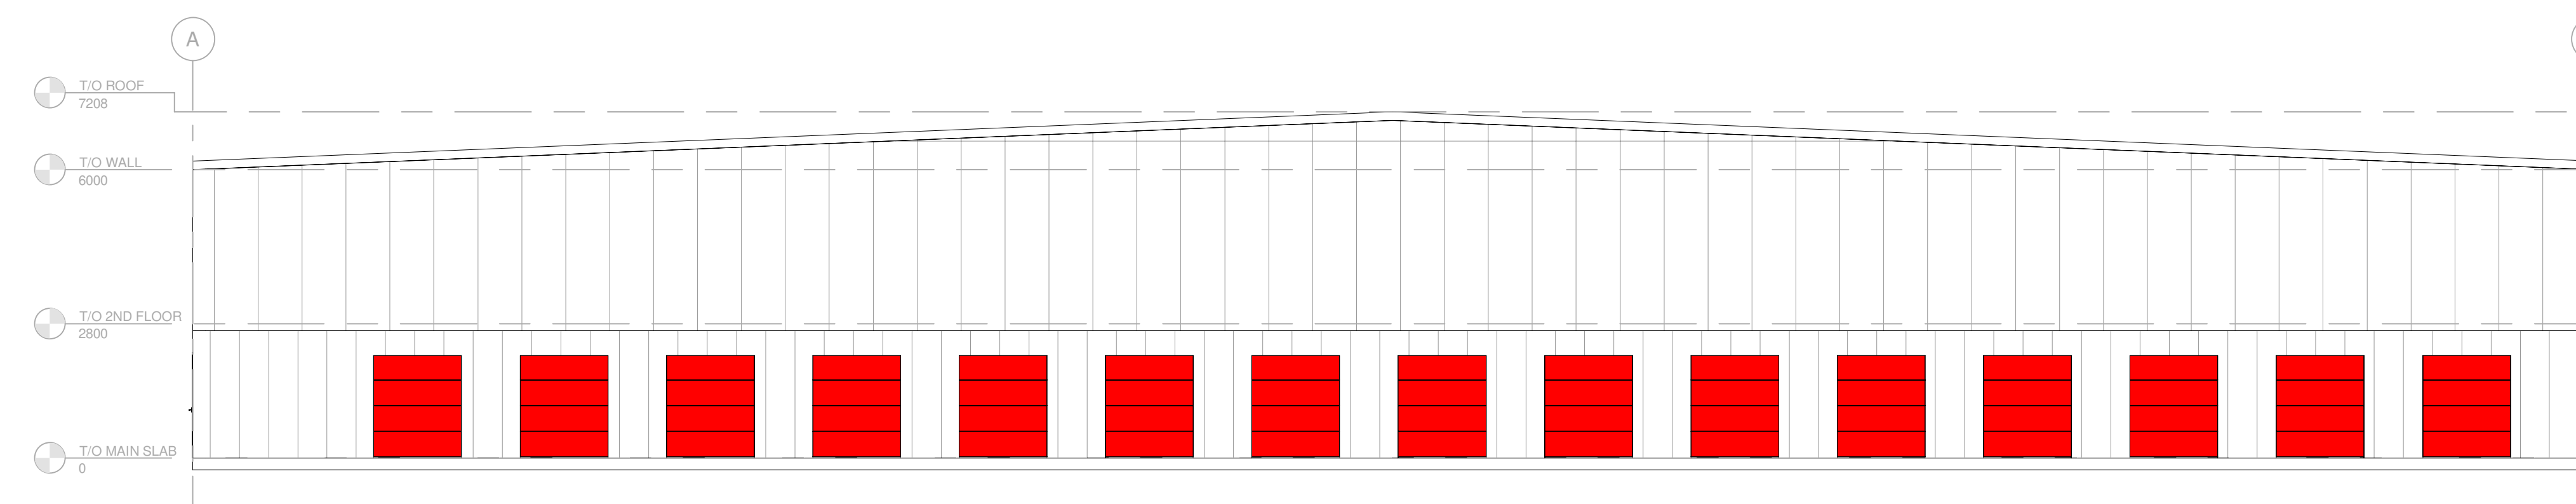 A
T/O ROOF
7208
T/O WALL
6000
T/O 2ND FLOOR
2800
T/O MAIN SLAB
0